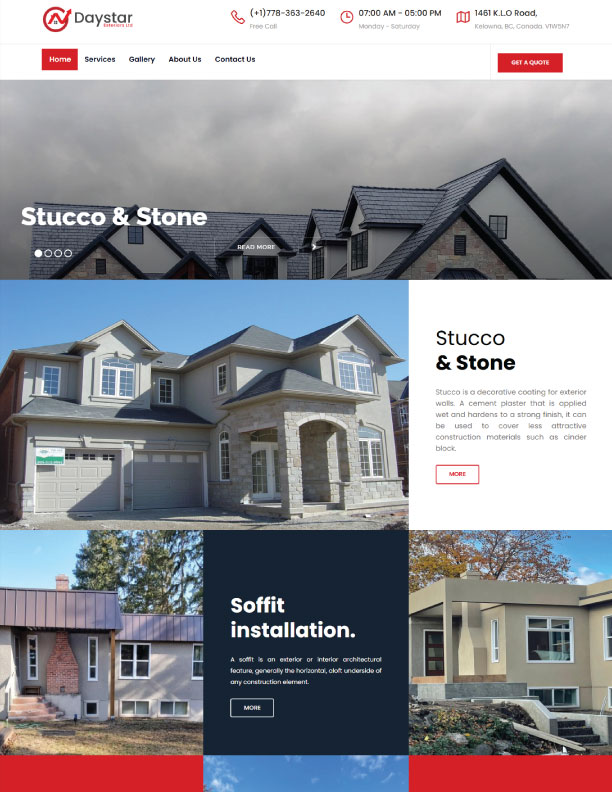 Daystar
Exteriors Ltd
(+1)778-363-2640
Free Call
07:00 AM - 05:00 PM
Monday - Saturday
1461 K.L.O Road,
Kelowna, BC, Canada. V1W5N7
Home
Services
Gallery
About Us
Contact Us
GET A QUOTE
Stucco & Stone
READ MORE
Stucco
& Stone
Stucco is a decorative coating for exterior
walls. A cement plaster that is applied
wet and hardens to a strong finish, it can
be used to cover less attractive
construction materials such as cinder
block.
MORE
Soffit
installation.
A soffit is an exterior or interior architectural
feature, generally the horizontal, aloft underside of
any construction element.
MORE